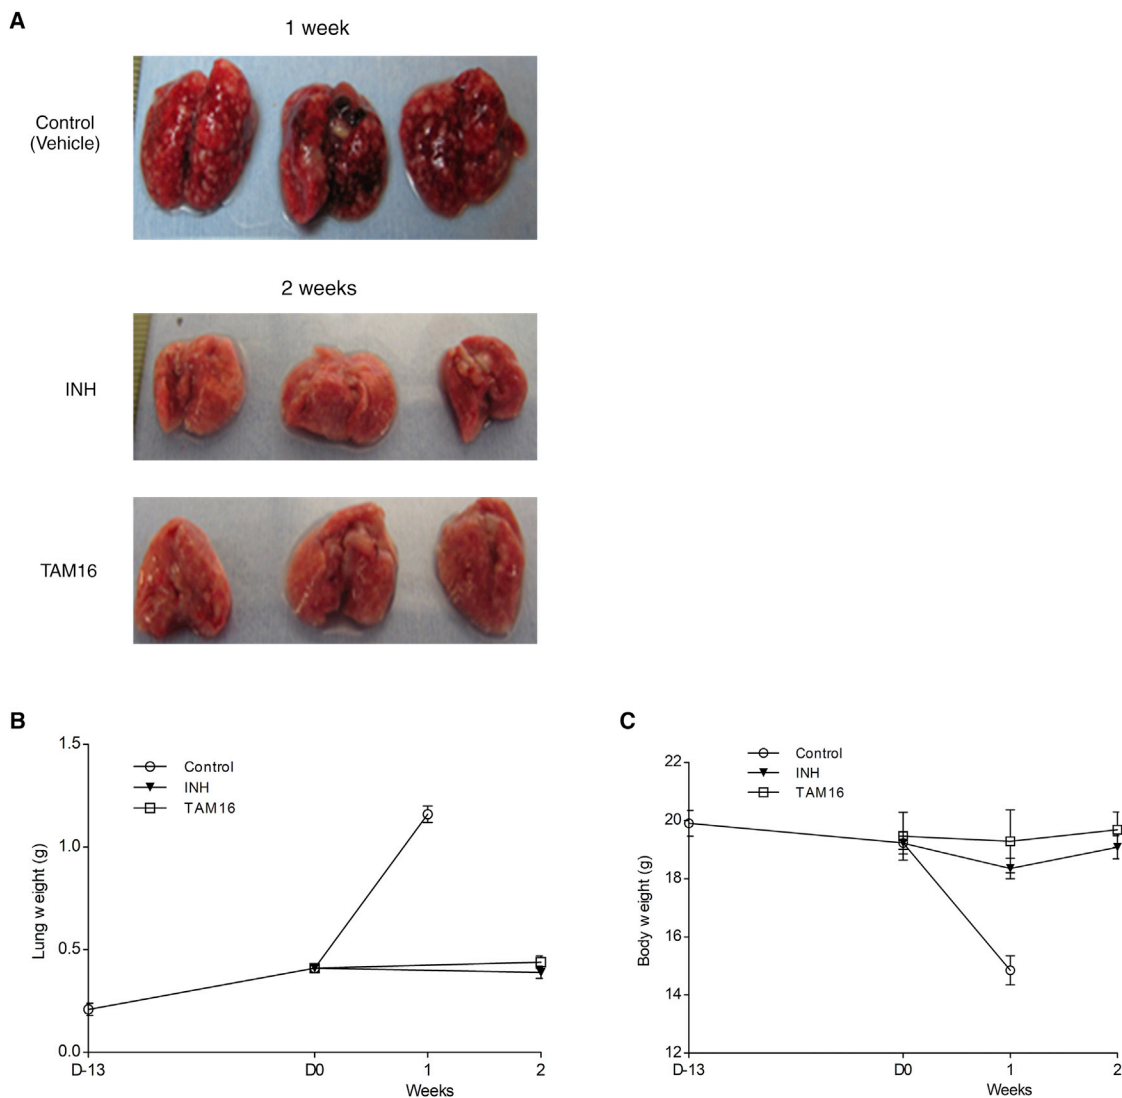 A
1 week
Control
(Vehicle)
2 weeks
INH
TAM16
B
1.5
Control
INH
TAM16
1.0
Lung weight (g)
0.5
0.0
D-13
D0
1
2
Weeks
C
22
Control
INH
TAM16
20
18
Body weight (g)
16
14
12
D-13
D0
1
2
Weeks